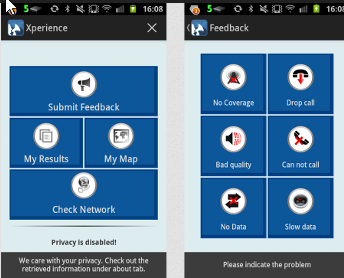 5 16:08
Xperience
Submit Feedback
My Results
My Map
Check Network
Privacy is disabled!
We care with your privacy. Check out the
retrieved information under about tab.
5 16:08
Feedback
No Coverage
Drop call
Bad quality
Can not call
No Data
Slow data
Please indicate the problem